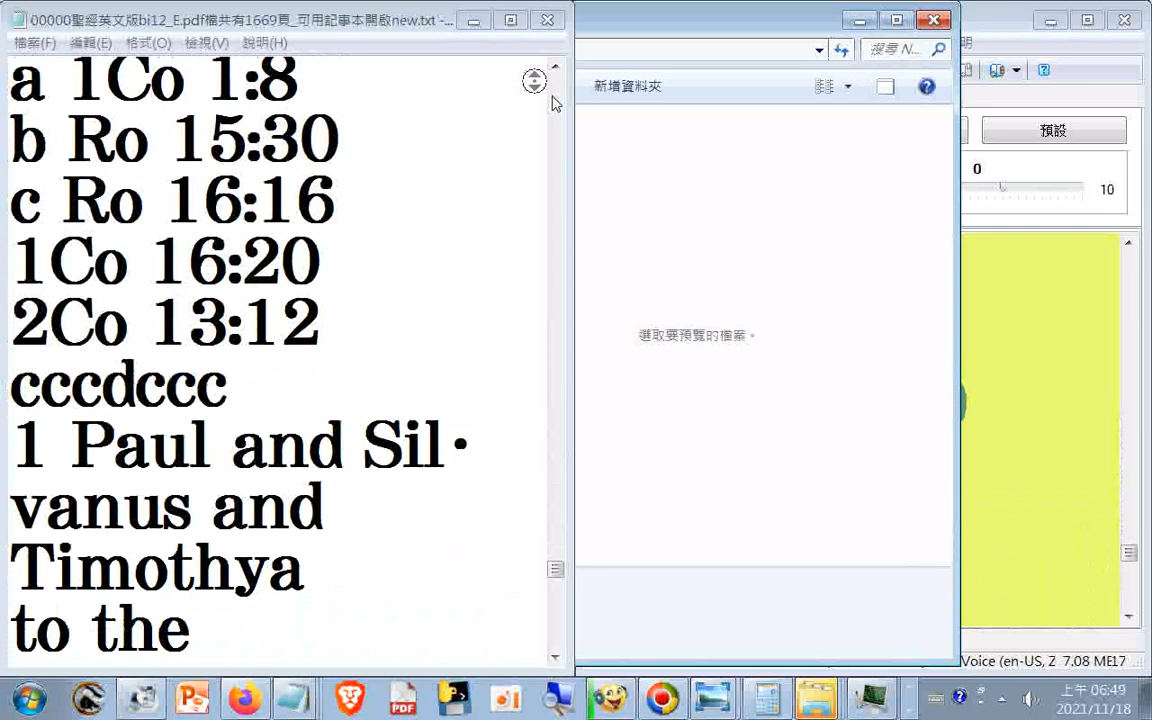 00000聖經英文版bi12_E.pdf檔共有1669頁_可用記事本開啟new.txt -...
檔案(F) 編輯(E) 格式(O) 檢視(V) 說明(H)
a 1Co 1:8
b Ro 15:30
c Ro 16:16
1Co 16:20
2Co 13:12
cccdccc
1 Paul and Sil·
vanus and
Timothya
to the
搜尋 N...
新增資料夾
選取要預覽的檔案。
明
預設
0
10
Voice (en-US, Z 7.08 ME17
上午 06:49
2021/11/18
PDF